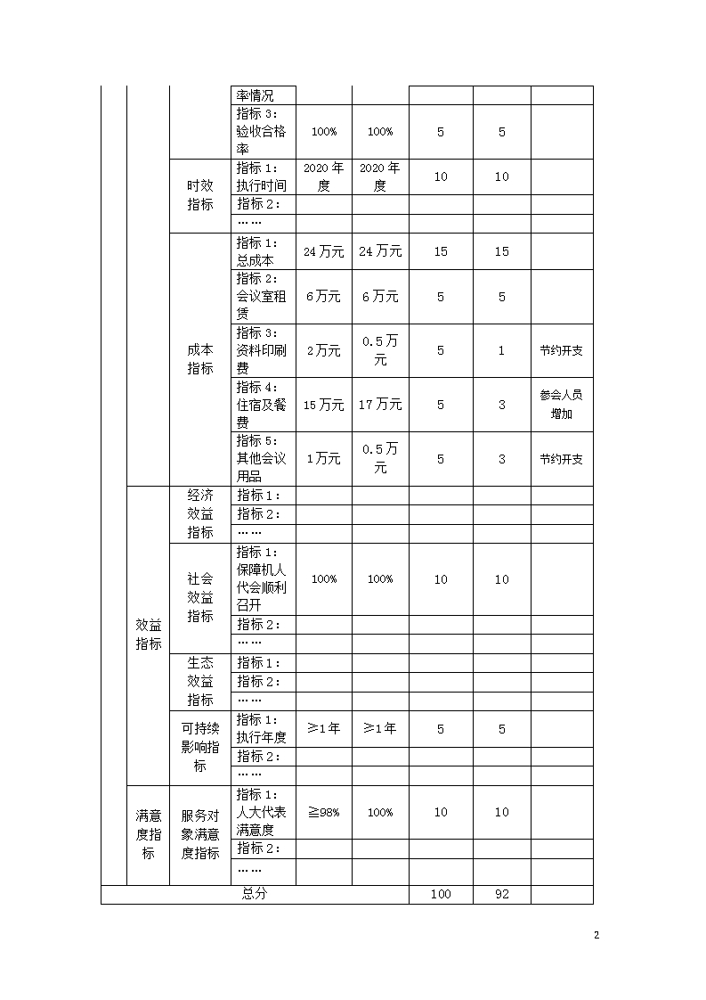 率情况
指标 3：
验收合格 100% 100% 5 5
率
时效
指标
指标 1： 2020 年 2020 年 10 10
执行时间 度 度
指标 2：
……
成本
指标
指标 1： 24 万元 24 万元 15 15
总成本
指标 2：
会议室租 6 万元 6 万元 5 5
赁
指标 3： 0.5 万
资料印刷 2 万元 元 5 1 节约开支
费
指标 4： 参会人员
住宿及餐 15 万元 17 万元 5 3 增加
费
指标 5： 0.5 万
其他会议 1 万元 元 5 3 节约开支
用品
效益
指标
经济
效益
指标
指标 1：
指标 2：
……
社会
效益
指标
指标 1：
保障机人 100% 100% 10 10
代会顺利
召开
指标 2：
……
生态
效益
指标
指标 1：
指标 2：
……
可持续
影响指
标
指标 1： ≥1 年 ≥1 年 5 5
执行年度
指标 2：
……
满意
度指
标
服务对
象满意
度指标
指标 1：
人大代表 ≧98% 100% 10 10
满意度
指标 2：
……
总分 100 92
2